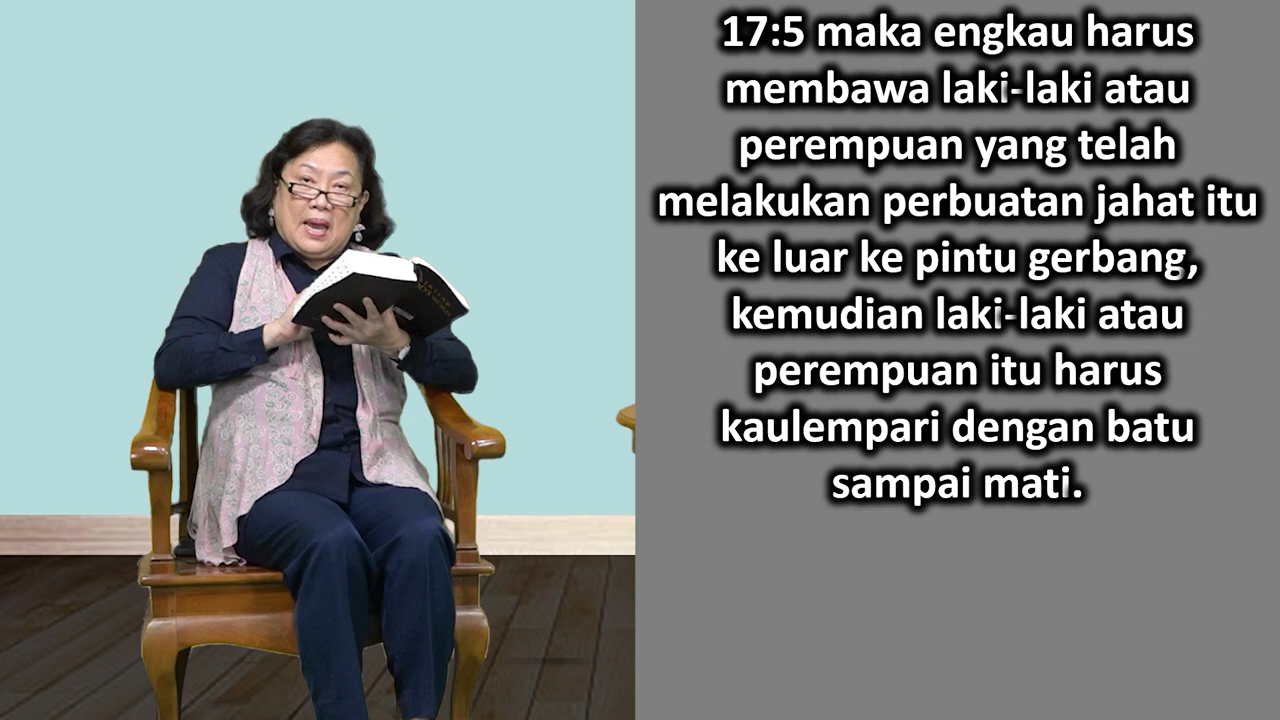 17:5 maka engkau harus
membawa laki-laki atau
perempuan yang telah
melakukan perbuatan jahat itu
ke luar ke pintu gerbang,
kemudian laki-laki atau
perempuan itu harus
kaulempari dengan batu
sampai mati.